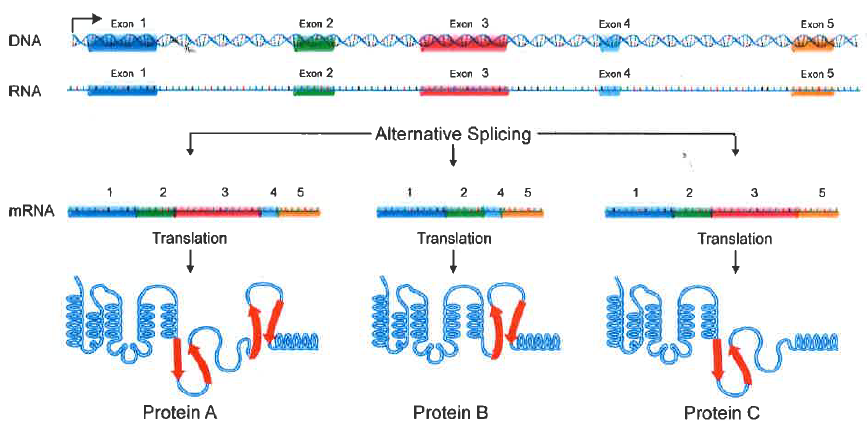 Exon 1 Exon 2 Exon 3 Exon 4 Exon 5
DNA
Exon 1 Exon 2 Exon 3 Exon 4 Exon 5
RNA
Alternative Splicing
1 2 3 4 5 1 2 4 5 1 2 3 5
mRNA
Translation Translation Translation
Protein A Protein B Protein C